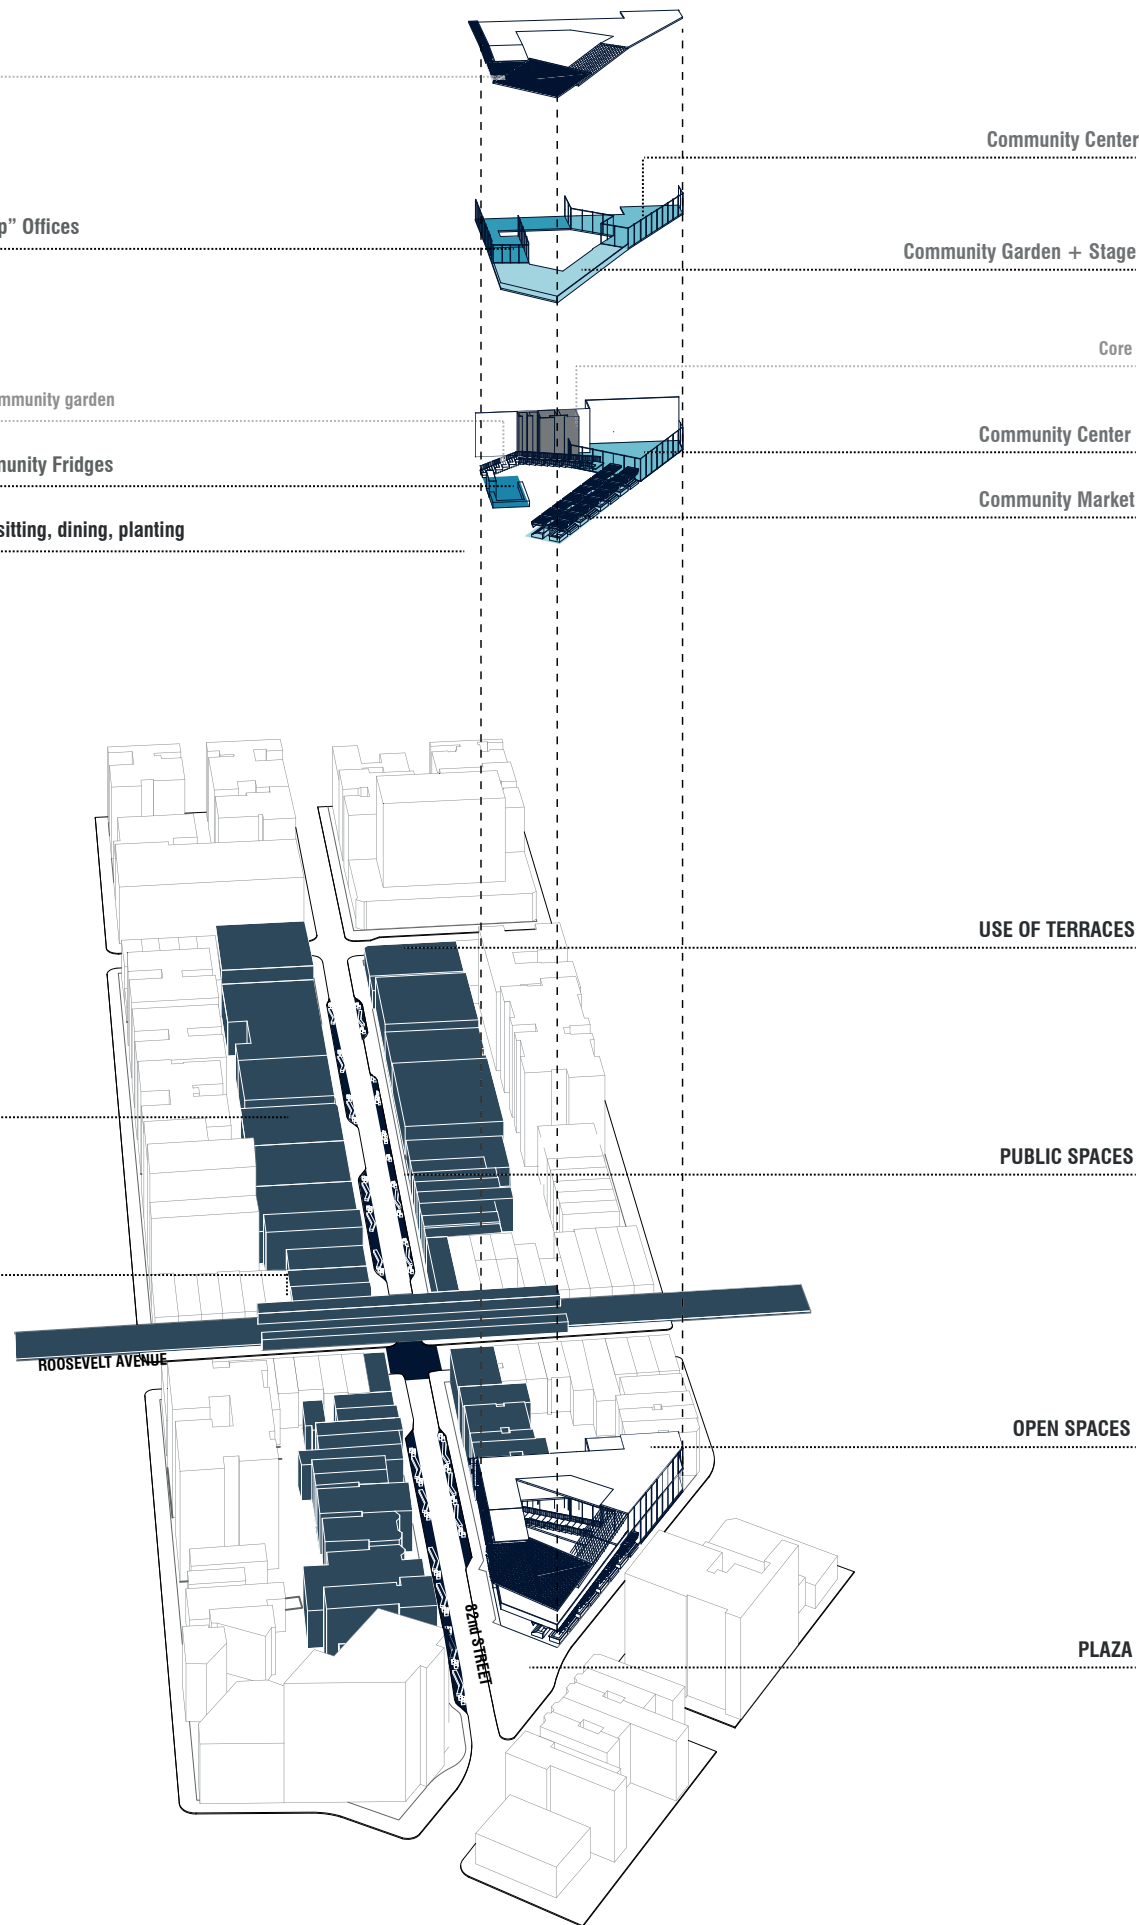 Community Center
p” Offices
Community Garden + Stage
Core
mmunity garden
Community Center
munity Fridges
Community Market
sitting, dining, planting
USE OF TERRACES
PUBLIC SPACES
ROOSEVELT AVENUE
OPEN SPACES
82nd STREET
PLAZA